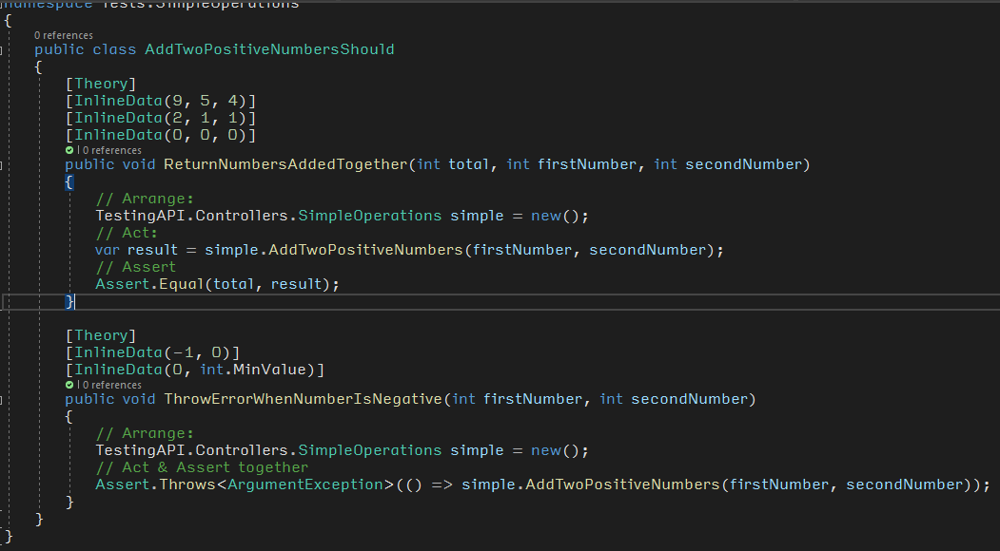 namespace Tests.SimpleOperations
{
0 references
public class AddTwoPositiveNumbersShould
{
[Theory]
[InlineData(9, 5, 4)]
[InlineData(2, 1, 1)]
[InlineData(0, 0, 0)]
| 0 references
public void ReturnNumbersAddedTogether(int total, int firstNumber, int secondNumber)
{
// Arrange:
TestingAPI.Controllers.SimpleOperations simple = new();
// Act:
var result = simple.AddTwoPositiveNumbers(firstNumber, secondNumber);
// Assert
Assert.Equal(total, result);
}
[Theory]
[InlineData(-1, 0)]
[InlineData(0, int.MinValue)]
| 0 references
public void ThrowErrorWhenNumberIsNegative(int firstNumber, int secondNumber)
{
// Arrange:
TestingAPI.Controllers.SimpleOperations simple = new();
// Act & Assert together
Assert.Throws<ArgumentException>(() => simple.AddTwoPositiveNumbers(firstNumber, secondNumber));
}
}
}